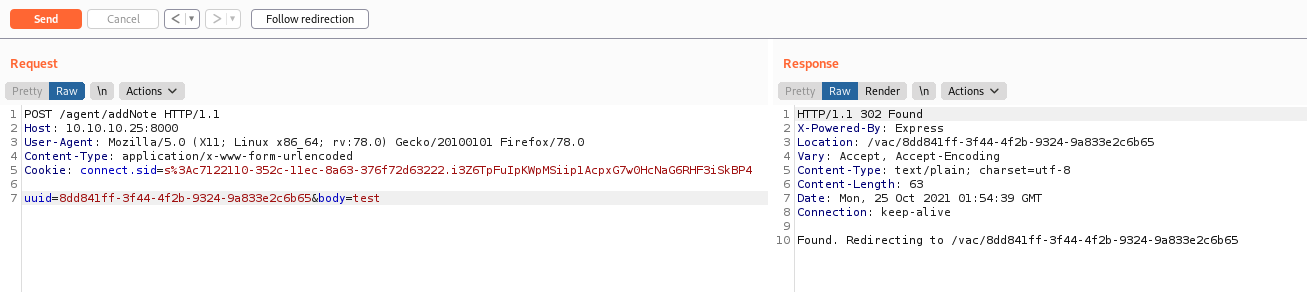 Send Cancel < ▼ > ▼ Follow redirection
Request
Pretty Raw \n Actions
1 POST /agent/addNote HTTP/1.1
2 Host: 10.10.10.25:8000
3 User-Agent: Mozilla/5.0 (X11; Linux x86_64; rv:78.0) Gecko/20100101 Firefox/78.0
4 Content-Type: application/x-www-form-urlencoded
5 Cookie: connect.sid=s%3Ac7122110-352c-11ec-8a63-376f72d63222.i3Z6TpFuIpKWpMSiip1AcpxG7wOHcNaG6RHF3iSkBP4
6
7 uuid=8dd841ff-3f44-4f2b-9324-9a833e2c6b65&body=test
Response
Pretty Raw Render \n Actions
1 HTTP/1.1 302 Found
2 X-Powered-By: Express
3 Location: /vac/8dd841ff-3f44-4f2b-9324-9a833e2c6b65
4 Vary: Accept, Accept-Encoding
5 Content-Type: text/plain; charset=utf-8
6 Content-Length: 63
7 Date: Mon, 25 Oct 2021 01:54:39 GMT
8 Connection: keep-alive
9
10 Found. Redirecting to /vac/8dd841ff-3f44-4f2b-9324-9a833e2c6b65